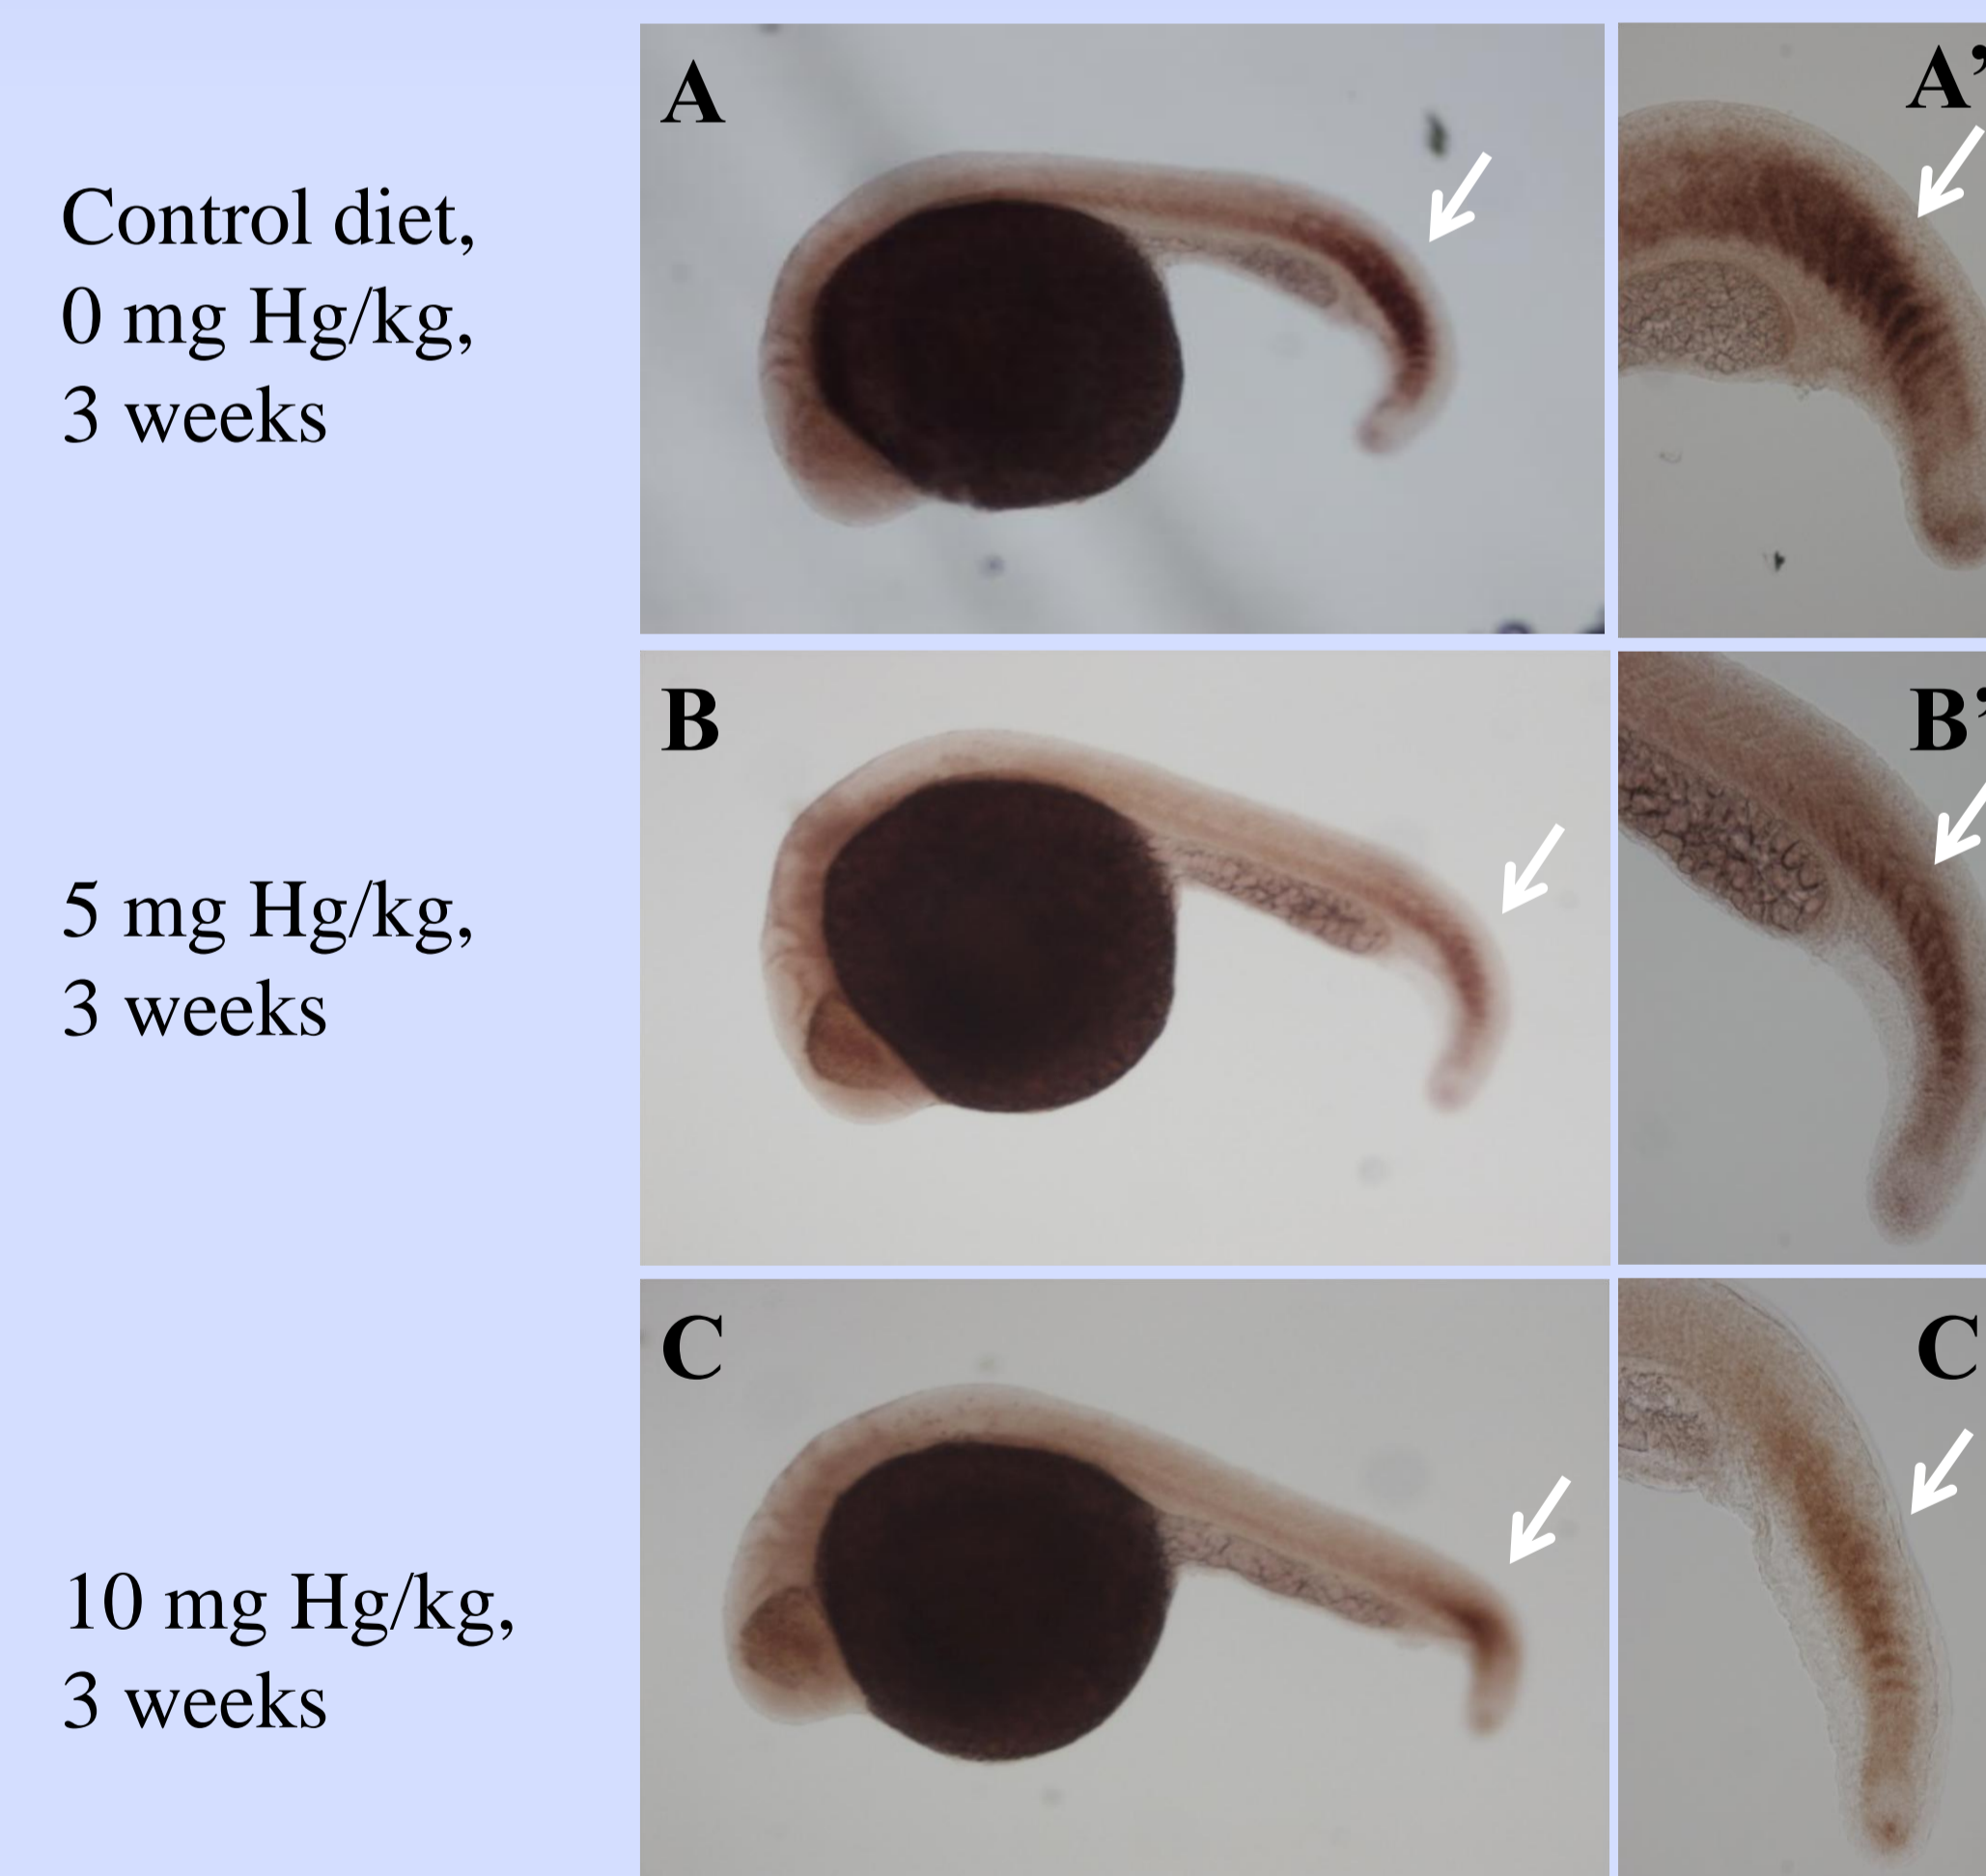 A
A’
Control diet,
0 mg Hg/kg,
3 weeks
B
B’
5 mg Hg/kg,
3 weeks
C
C
10 mg Hg/kg,
3 weeks